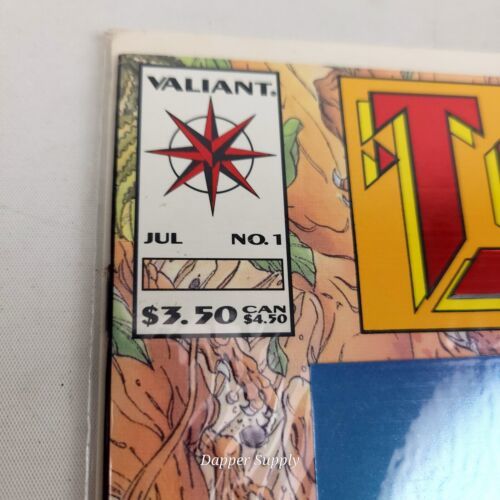 VALIANT.
JUL NO. 1
$3.50 CAN $4.50
T
Dapper Supply